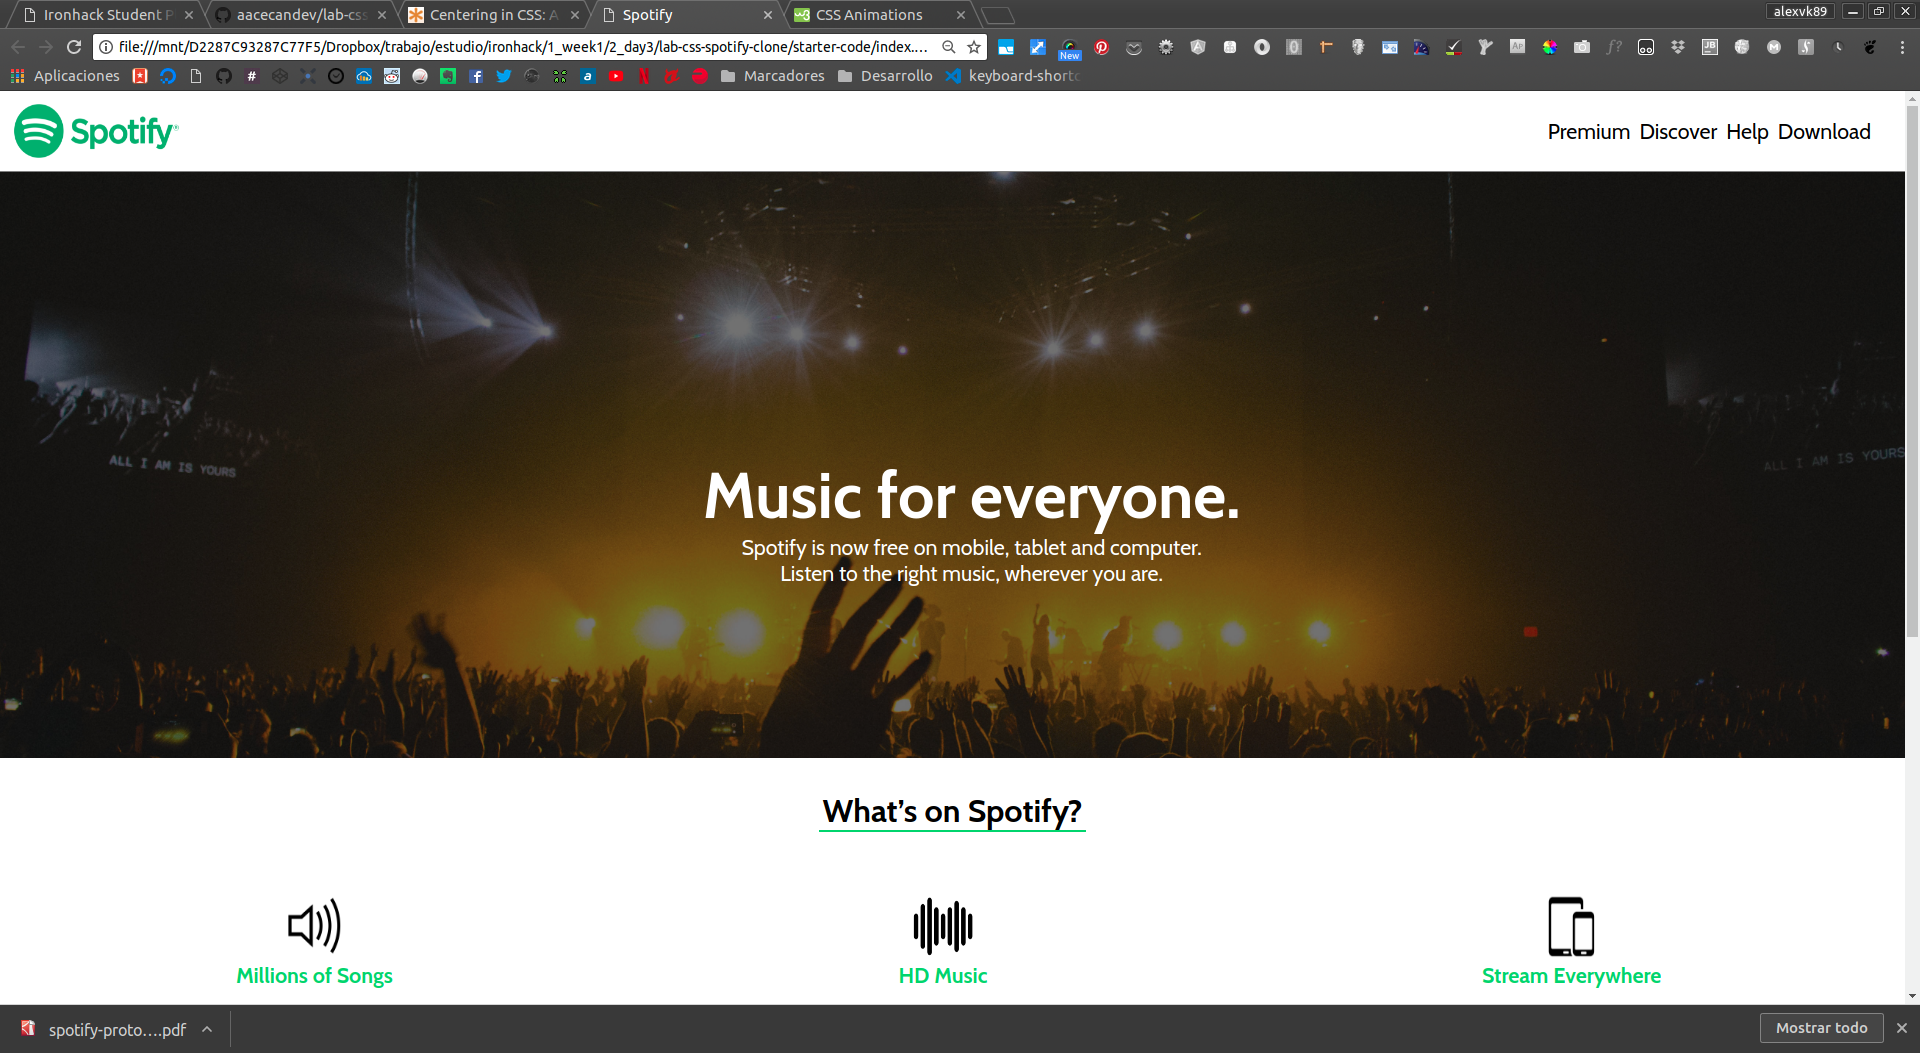 Ironhack Student P
aacecandev/lab-css
Centering in CSS: A
Spotify
CSS Animations
alexvk89
file:///mnt/D2287C93287C77F5/Dropbox/trabajo/estudio/ironhack/1_week1/2_day3/lab-css-spotify-clone/starter-code/index....
New
Aplicaciones
Marcadores
Desarrollo
keyboard-shortc
Spotify
Premium Discover Help Download
ALL I AM IS YOURS
ALL I AM IS YOURS
Music for everyone.
Spotify is now free on mobile, tablet and computer.
Listen to the right music, wherever you are.
What's on Spotify?
Millions of Songs
HD Music
Stream Everywhere
spotify-proto....pdf
Mostrar todo